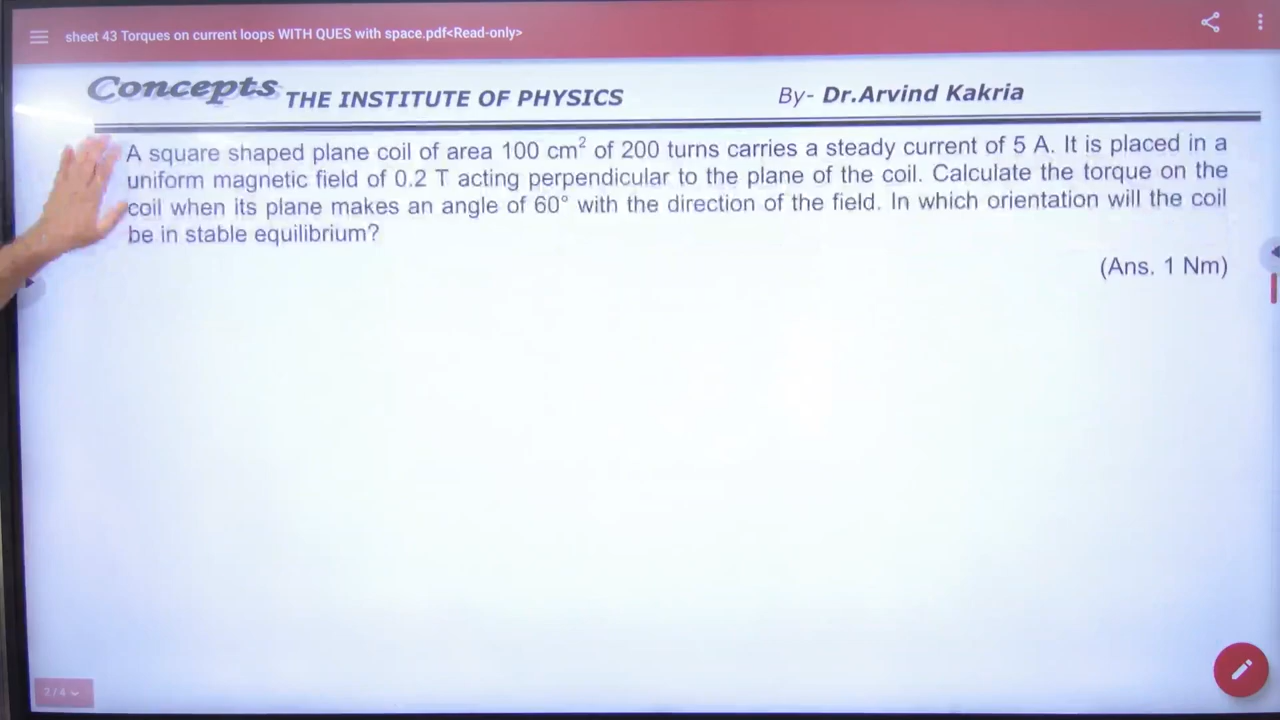 sheet 43 Torques on current loops WITH QUES with space.pdf<Read-only>
Concepts THE INSTITUTE OF PHYSICS By- Dr.Arvind Kakria
A square shaped plane coil of area 100 cm² of 200 turns carries a steady current of 5 A. It is placed in a
uniform magnetic field of 0.2 T acting perpendicular to the plane of the coil. Calculate the torque on the
coil when its plane makes an angle of 60° with the direction of the field. In which orientation will the coil
be in stable equilibrium?
(Ans. 1 Nm)
2/4